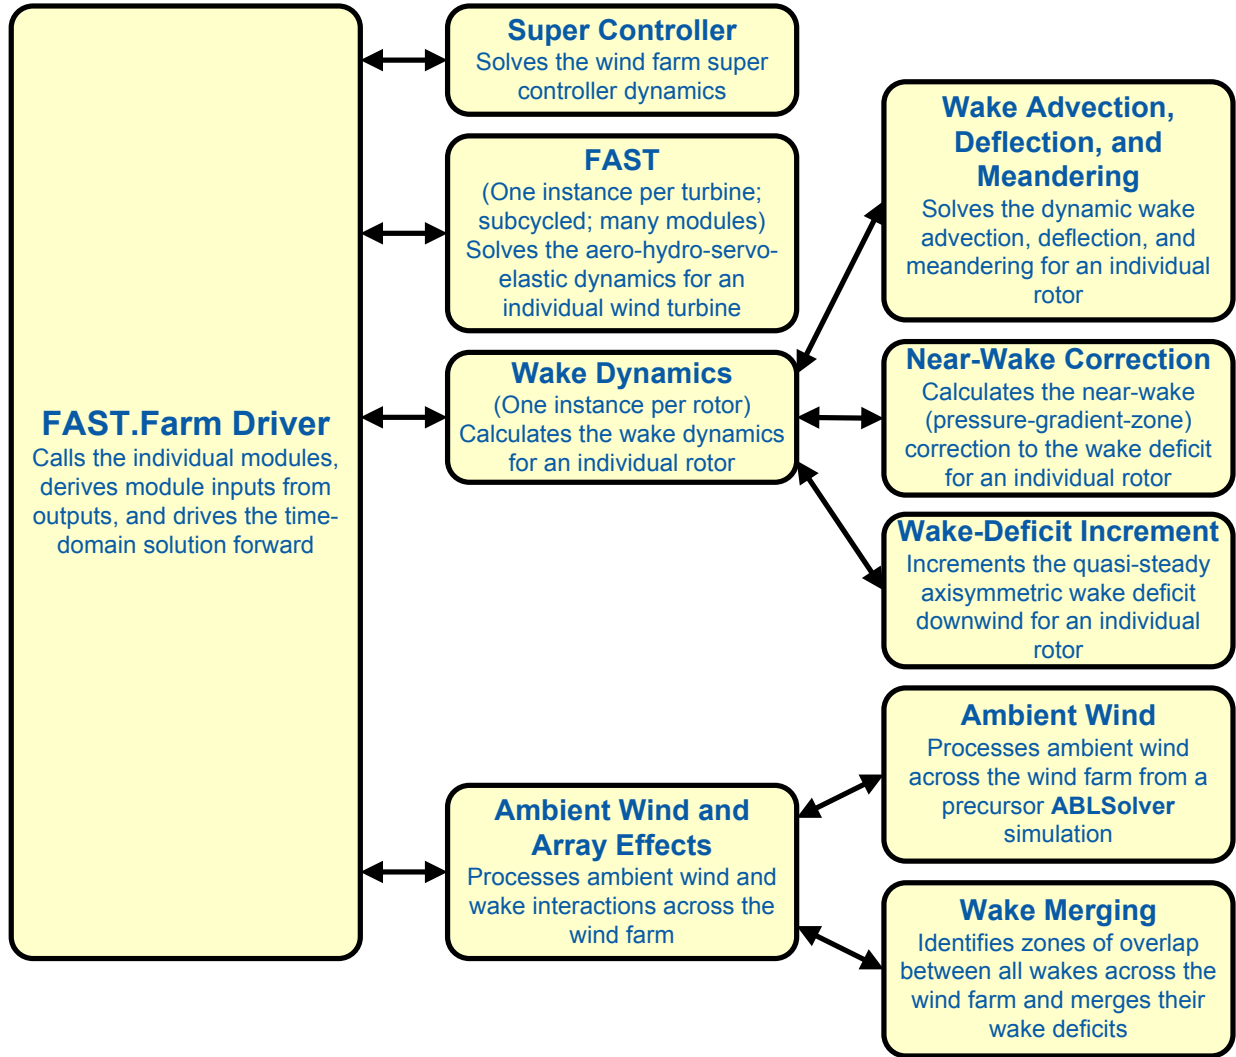 FAST.Farm Driver
Calls the individual modules,
derives module inputs from
outputs, and drives the time-
domain solution forward
Super Controller
Solves the wind farm super
controller dynamics
FAST
(One instance per turbine;
subcycled; many modules)
Solves the aero-hydro-servo-
elastic dynamics for an
individual wind turbine
Wake Dynamics
(One instance per rotor)
Calculates the wake dynamics
for an individual rotor
Ambient Wind and
Array Effects
Processes ambient wind and
wake interactions across the
wind farm
Wake Advection,
Deflection, and
Meandering
Solves the dynamic wake
advection, deflection, and
meandering for an individual
rotor
Near-Wake Correction
Calculates the near-wake
(pressure-gradient-zone)
correction to the wake deficit
for an individual rotor
Wake-Deficit Increment
Increments the quasi-steady
axisymmetric wake deficit
downwind for an individual
rotor
Ambient Wind
Processes ambient wind
across the wind farm from a
precursor ABLSolver
simulation
Wake Merging
Identifies zones of overlap
between all wakes across the
wind farm and merges their
wake deficits